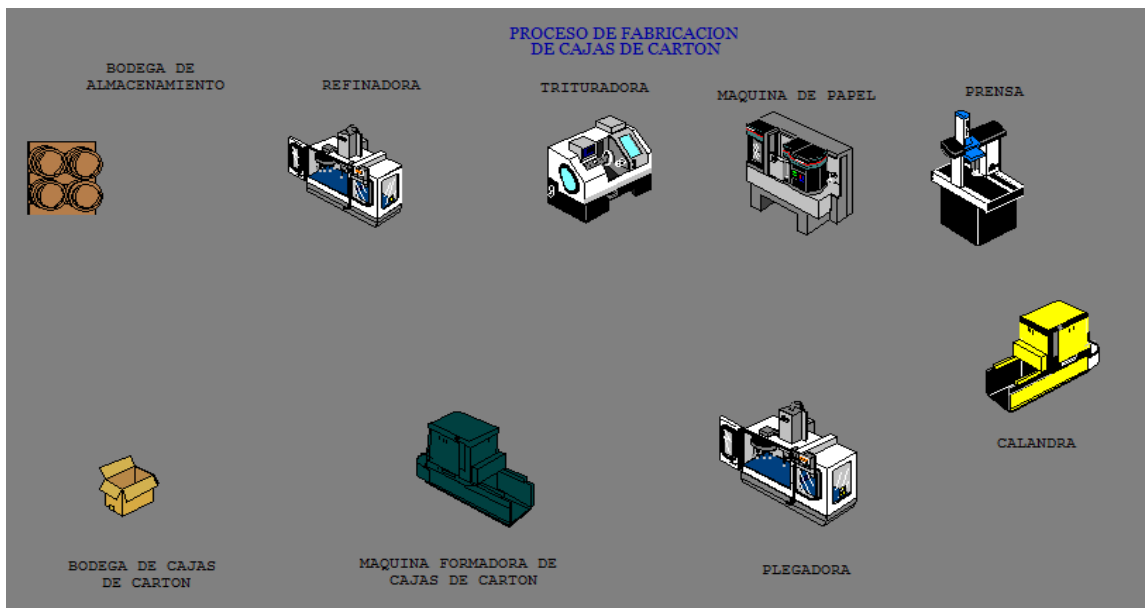 PROCESO DE FABRICACION
DE CAJAS DE CARTON
BODEGA DE
ALMACENAMIENTO
REFINADORA
TRITURADORA
MAQUINA DE PAPEL
PRENSA
CALANDRA
BODEGA DE CAJAS
DE CARTON
MAQUINA FORMADORA DE
CAJAS DE CARTON
PLEGADORA